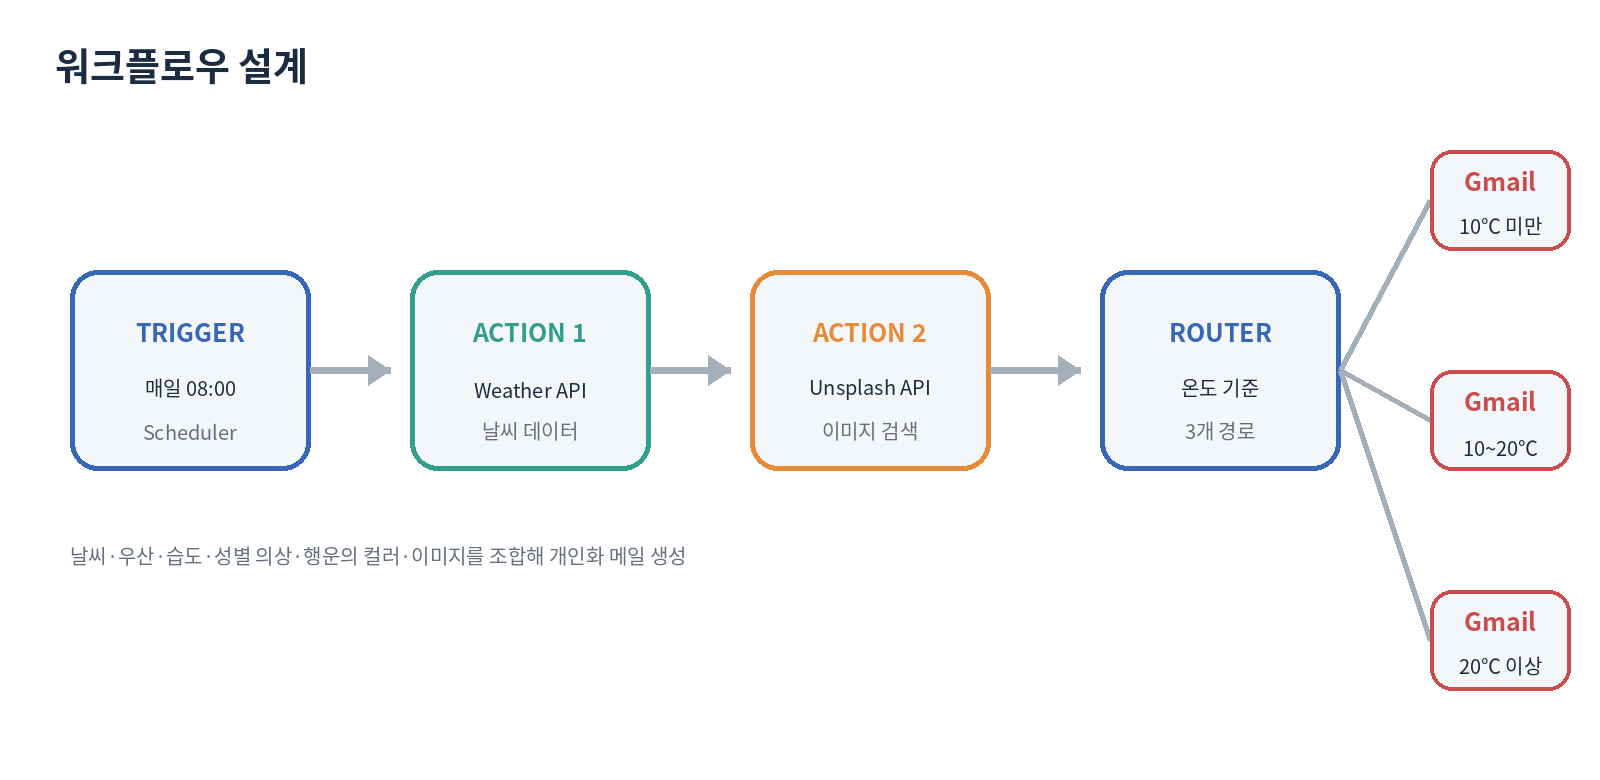 워크플로우 설계
TRIGGER
매일 08:00
Scheduler
ACTION 1
Weather API
날씨 데이터
ACTION 2
Unsplash API
이미지 검색
ROUTER
온도 기준
3개 경로
Gmail
10°C 미만
Gmail
10~20°C
Gmail
20°C 이상
날씨·우산·습도·성별 의상·행운의 컬러·이미지를 조합해 개인화 메일 생성